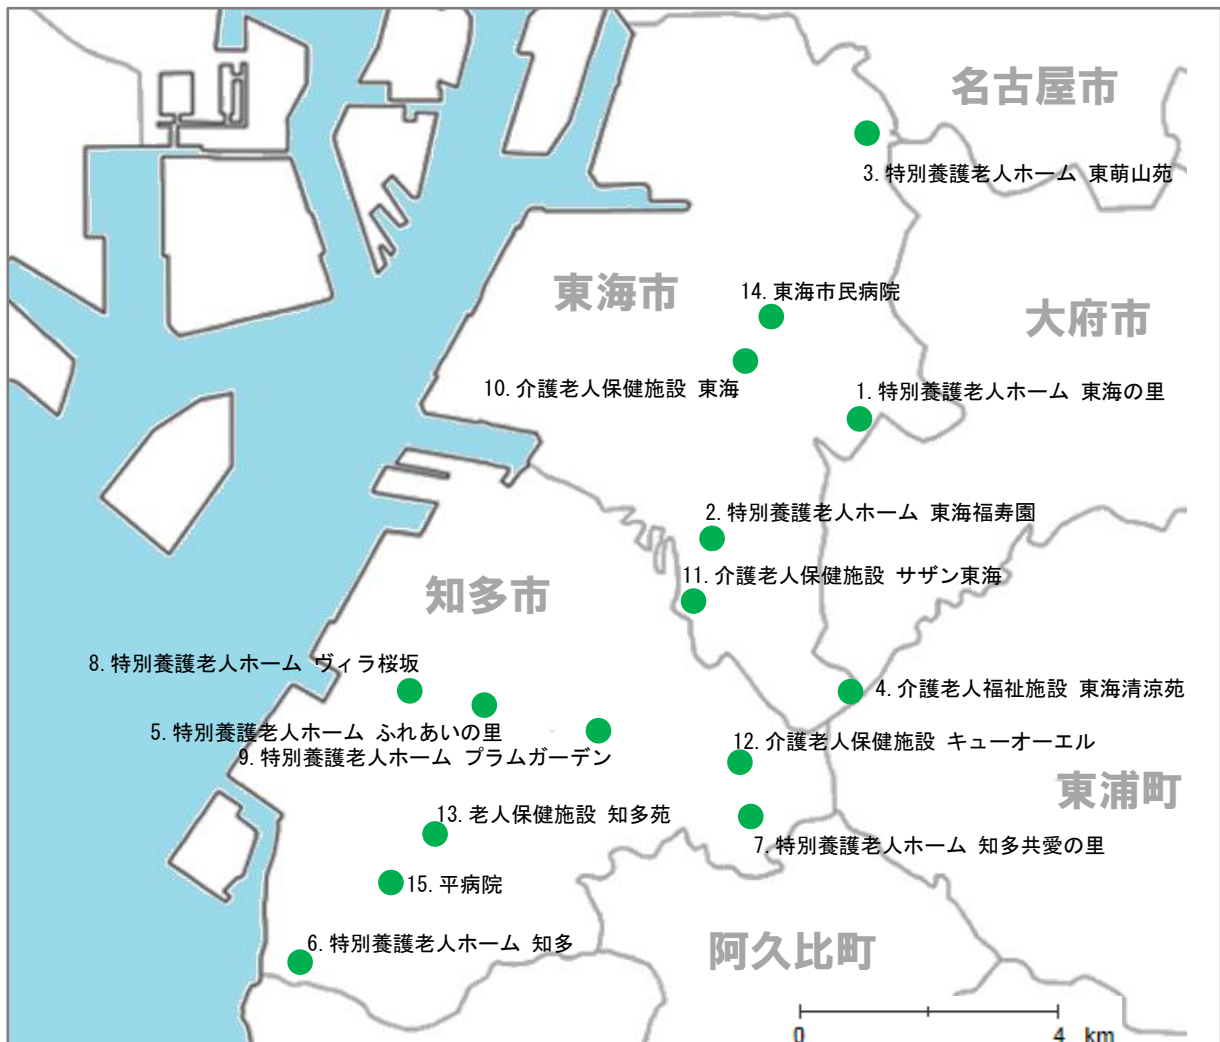 名古屋市
3. 特別養護老人ホーム 東萌山苑
東海市
14. 東海市民病院
大府市
10. 介護老人保健施設 東海
1. 特別養護老人ホーム 東海の里
2. 特別養護老人ホーム 東海福寿園
11. 介護老人保健施設 サザン東海
知多市
8. 特別養護老人ホーム ヴィラ桜坂
4. 介護老人福祉施設 東海清涼苑
5. 特別養護老人ホーム ふれあいの里
12. 介護老人保健施設 キューオーエル
9. 特別養護老人ホーム プラムガーデン
東浦町
13. 老人保健施設 知多苑
7. 特別養護老人ホーム 知多共愛の里
15. 平病院
6. 特別養護老人ホーム 知多
阿久比町
0 4 km